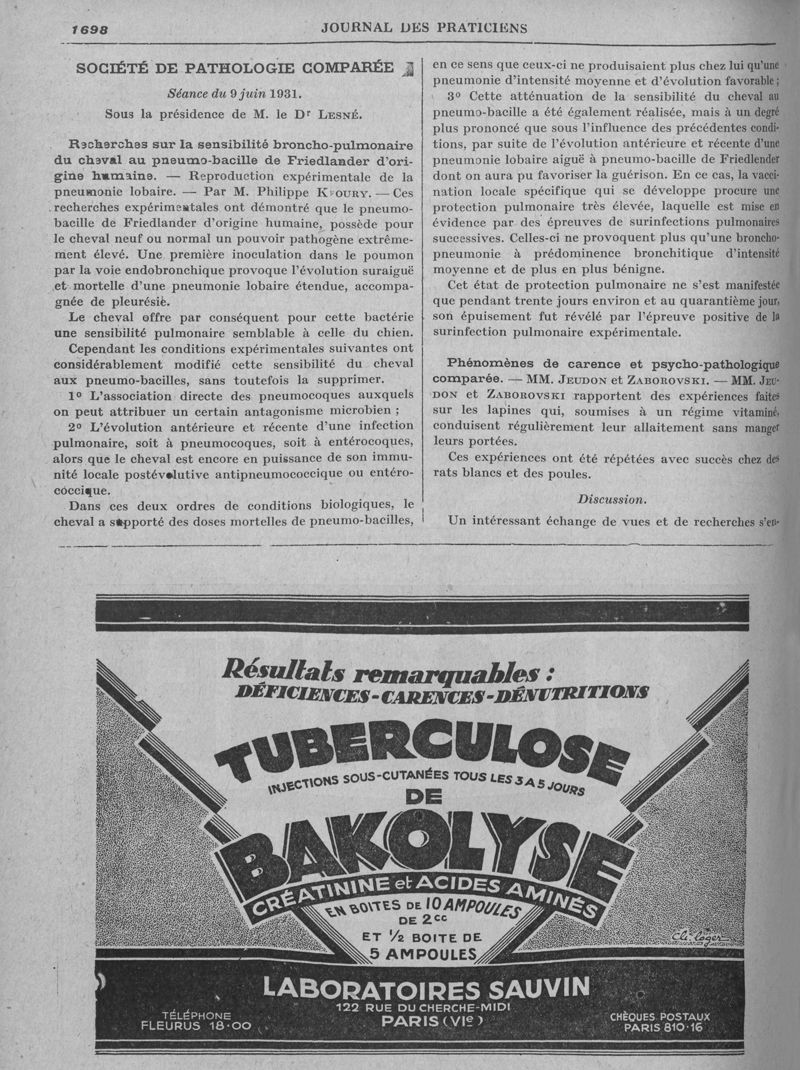 1698
JOURNAL DES PRATICIENS
SOCIÉTÉ DE PATHOLOGIE COMPARÉE
Séance du 9 juin 1931.
Sous la présidence de M. le Dr LESNÉ.
Recherches sur la sensibilité broncho-pulmonaire
du cheval au pneumo-bacille de Friedlander d'ori-
gine humaine. — Reproduction expérimentale de la
pneumonie lobaire. — Par M. Philippe KHOURY. — Ces
recherches expérimentales ont démontré que le pneumo-
bacille de Friedlander d'origine humaine, possède pour
le cheval neuf ou normal un pouvoir pathogène extrême-
ment élevé. Une première inoculation dans le poumon
par la voie endobronchique provoque l'évolution suraiguë
et mortelle d'une pneumonie lobaire étendue, accompa-
gnée de pleurésie.
Le cheval offre par conséquent pour cette bactérie
une sensibilité pulmonaire semblable à celle du chien.
Cependant les conditions expérimentales suivantes ont
considérablement modifié cette sensibilité du cheval
aux pneumo-bacilles, sans toutefois la supprimer.
1° L'association directe des pneumocoques auxquels
on peut attribuer un certain antagonisme microbien ;
2° L'évolution antérieure et récente d'une infection
pulmonaire, soit à pneumocoques, soit à entérocoques,
alors que le cheval est encore en puissance de son immu-
nité locale postévolutive antipneumococcique ou entéro-
coccique.
Dans ces deux ordres de conditions biologiques, le
cheval a supporté des doses mortelles de pneumo-bacilles,
en ce sens que ceux-ci ne produisaient plus chez lui qu'une
pneumonie d'intensité moyenne et d'évolution favorable ;
3° Cette atténuation de la sensibilité du cheval au
pneumo-bacille a été également réalisée, mais à un degré
plus prononcé que sous l'influence des précédentes condi-
tions, par suite de l'évolution antérieure et récente d'une
pneumonie lobaire aiguë à pneumo-bacille de Friedlender
dont on aura pu favoriser la guérison. En ce cas, la vacci-
nation locale spécifique qui se développe procure une
protection pulmonaire très élevée, laquelle est mise en
évidence par des épreuves de surinfections pulmonaires
successives. Celles-ci ne provoquent plus qu'une broncho-
pneumonie à prédominence bronchitique d'intensité
moyenne et de plus en plus bénigne.
Cet état de protection pulmonaire ne s'est manifestée
que pendant trente jours environ et au quarantième jour,
son épuisement fut révélé par l'épreuve positive de la
surinfection pulmonaire expérimentale.
Phénomènes de carence et psycho-pathologique
comparée. — MM. JEUDON et ZABOROVSKI. — MM. JEU-
DON et ZABOROVSKI rapportent des expériences faites
sur les lapines qui, soumises à un régime vitaminé,
conduisent régulièrement leur allaitement sans manger
leurs portées.
Ces expériences ont été répétées avec succès chez des
rats blancs et des poules.
Discussion.
Un intéressant échange de vues et de recherches s'en-
Résultats remarquables :
DÉFICIENCES-CARENCES-DÉNUTRITIONS
TUBERCULOSE
INJECTIONS SOUS-CUTANÉES TOUS LES 3 A 5 JOURS
DE
BAKOLYSE
CRÉATININE et ACIDES AMINÉS
EN BOITES DE 10 AMPOULES
DE 2cc
ET 1/2 BOITE DE
5 AMPOULES
Ch. Loger
LABORATOIRES SAUVIN
122 RUE DU CHERCHE-MIDI
PARIS (VIe)
TÉLÉPHONE
FLEURUS 18-00
CHÈQUES POSTAUX
PARIS 810-16